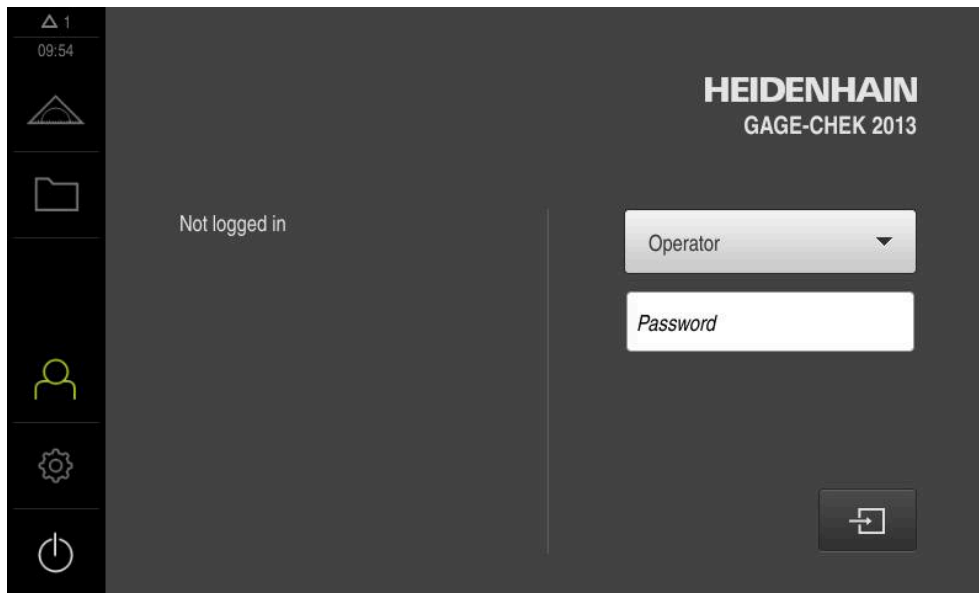 △ 1
09:54
HEIDENHAIN
GAGE-CHEK 2013
Not logged in
Operator
Password